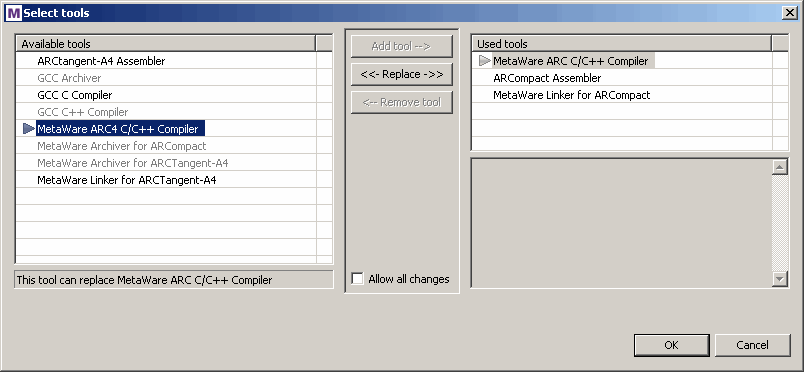 Select tools
Available tools
ARCtangent-A4 Assembler
GCC Archiver
GCC C Compiler
GCC C++ Compiler
MetaWare ARC4 C/C++ Compiler
MetaWare Archiver for ARCompact
MetaWare Archiver for ARCTangent-A4
MetaWare Linker for ARCTangent-A4
This tool can replace MetaWare ARC C/C++ Compiler
Add tool -->
<<- Replace ->>
<-- Remove tool
Allow all changes
Used tools
MetaWare ARC C/C++ Compiler
ARCompact Assembler
MetaWare Linker for ARCompact
OK
Cancel